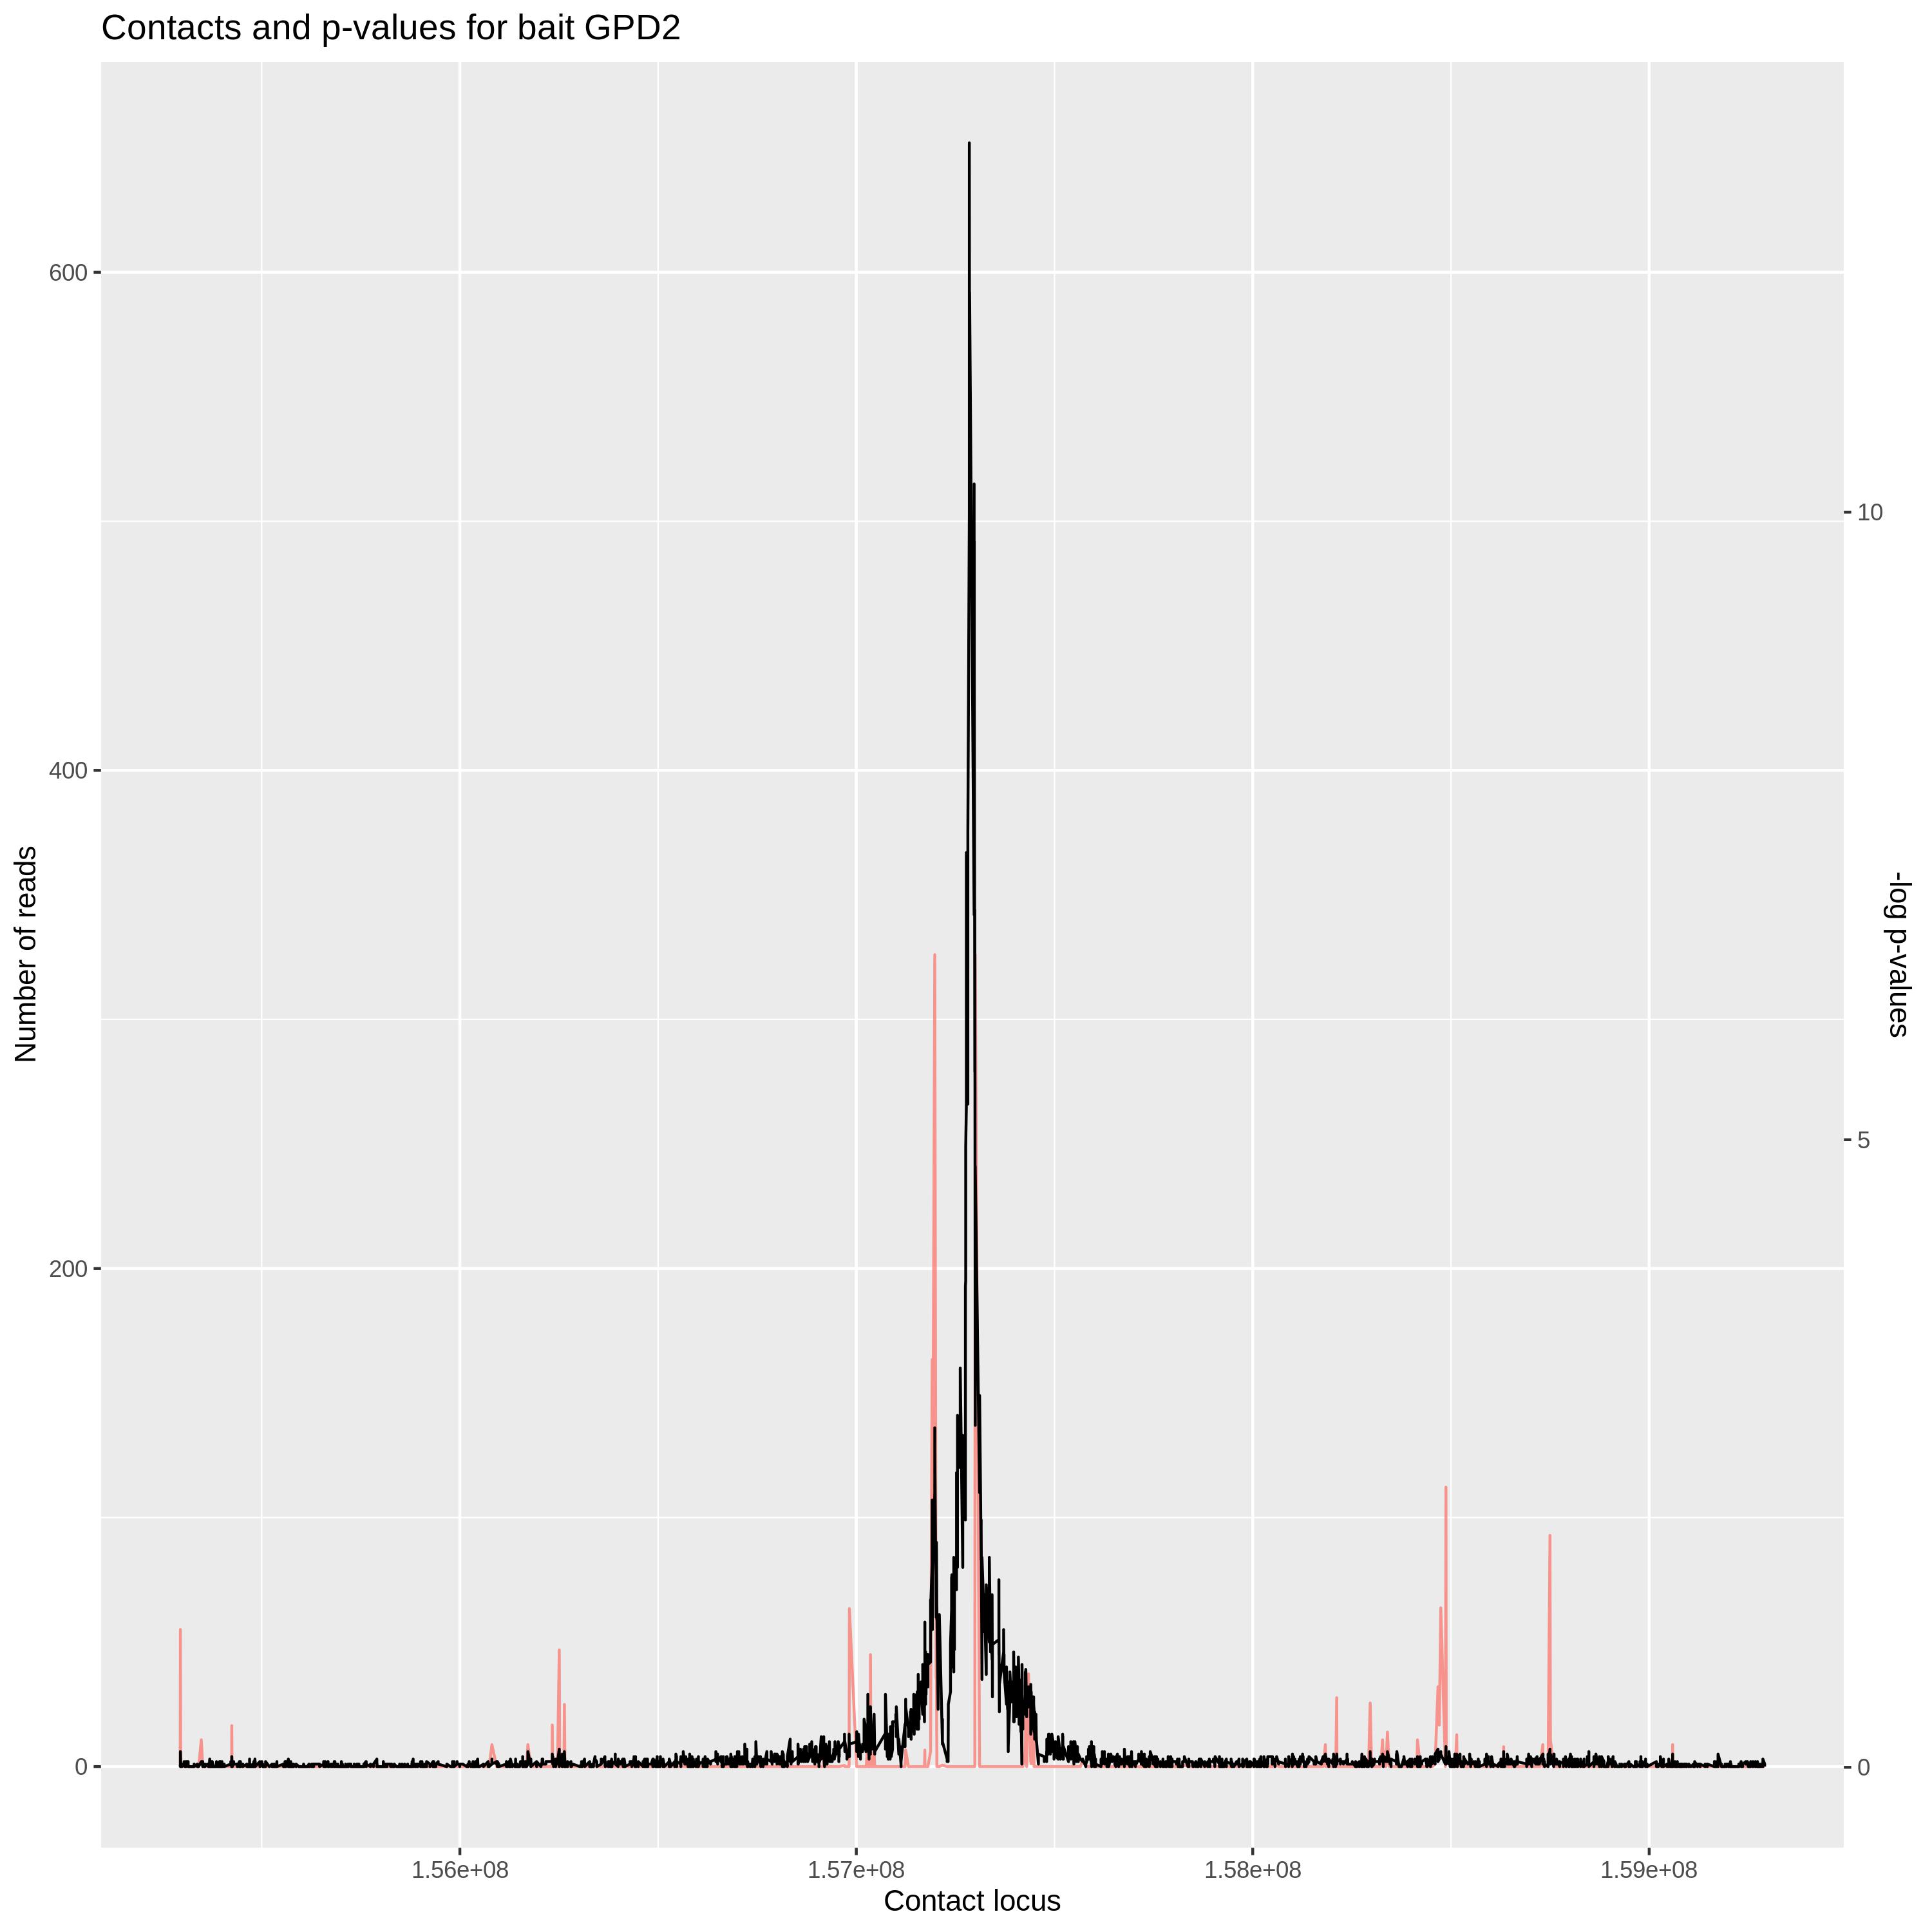 Contacts and p-values for bait GPD2
600
400
200
0
Number of reads
10
5
0
-log p-values
1.56e+08
1.57e+08
1.58e+08
1.59e+08
Contact locus